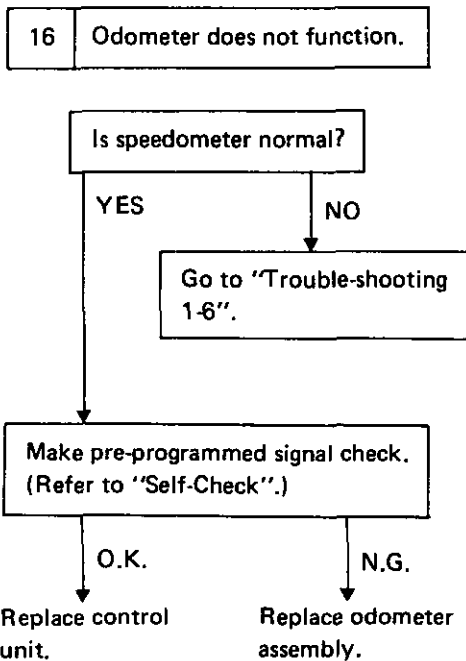 16 Odometer does not function.
Is speedometer normal?
YES
NO
Go to "Trouble-shooting
1-6".
Make pre-programmed signal check.
(Refer to "Self-Check".)
O.K.
N.G.
Replace control
unit.
Replace odometer
assembly.